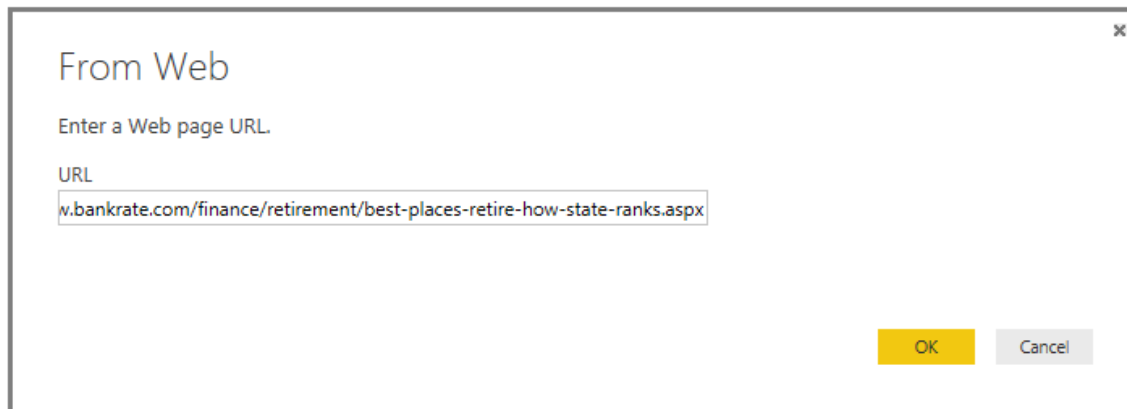 From Web
Enter a Web page URL.
URL
w.bankrate.com/finance/retirement/best-places-retire-how-state-ranks.aspx
OK Cancel